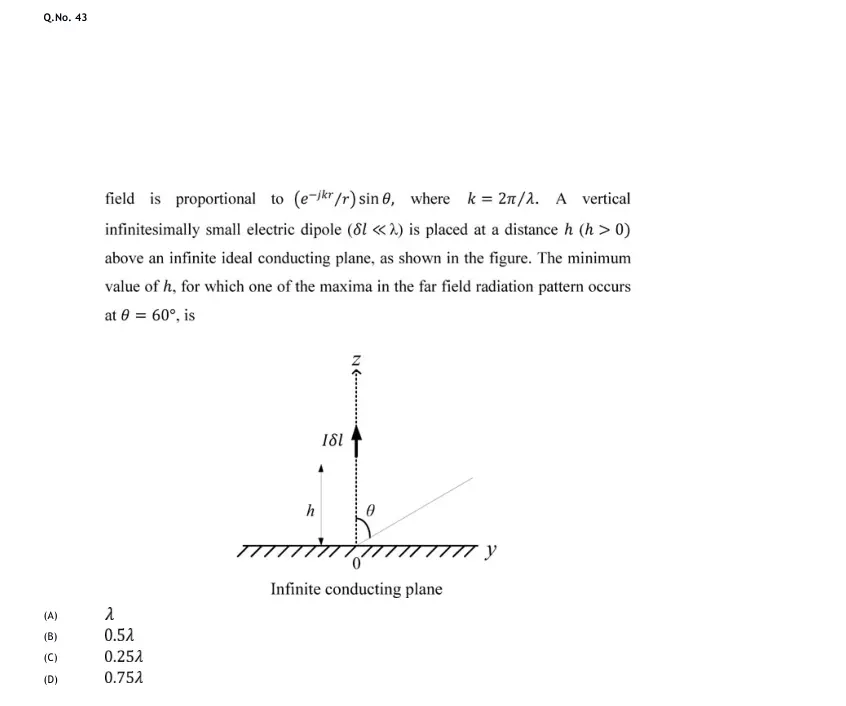 Q.No. 43
field is proportional to (e⁻ʲᵏʳ/r) sin θ, where k = 2π/λ. A vertical
infinitesimally small electric dipole (δl ≪ λ) is placed at a distance h (h > 0)
above an infinite ideal conducting plane, as shown in the figure. The minimum
value of h, for which one of the maxima in the far field radiation pattern occurs
at θ = 60°, is
z
Iδl
h
θ
y
0
Infinite conducting plane
(A) λ
(B) 0.5λ
(C) 0.25λ
(D) 0.75λ